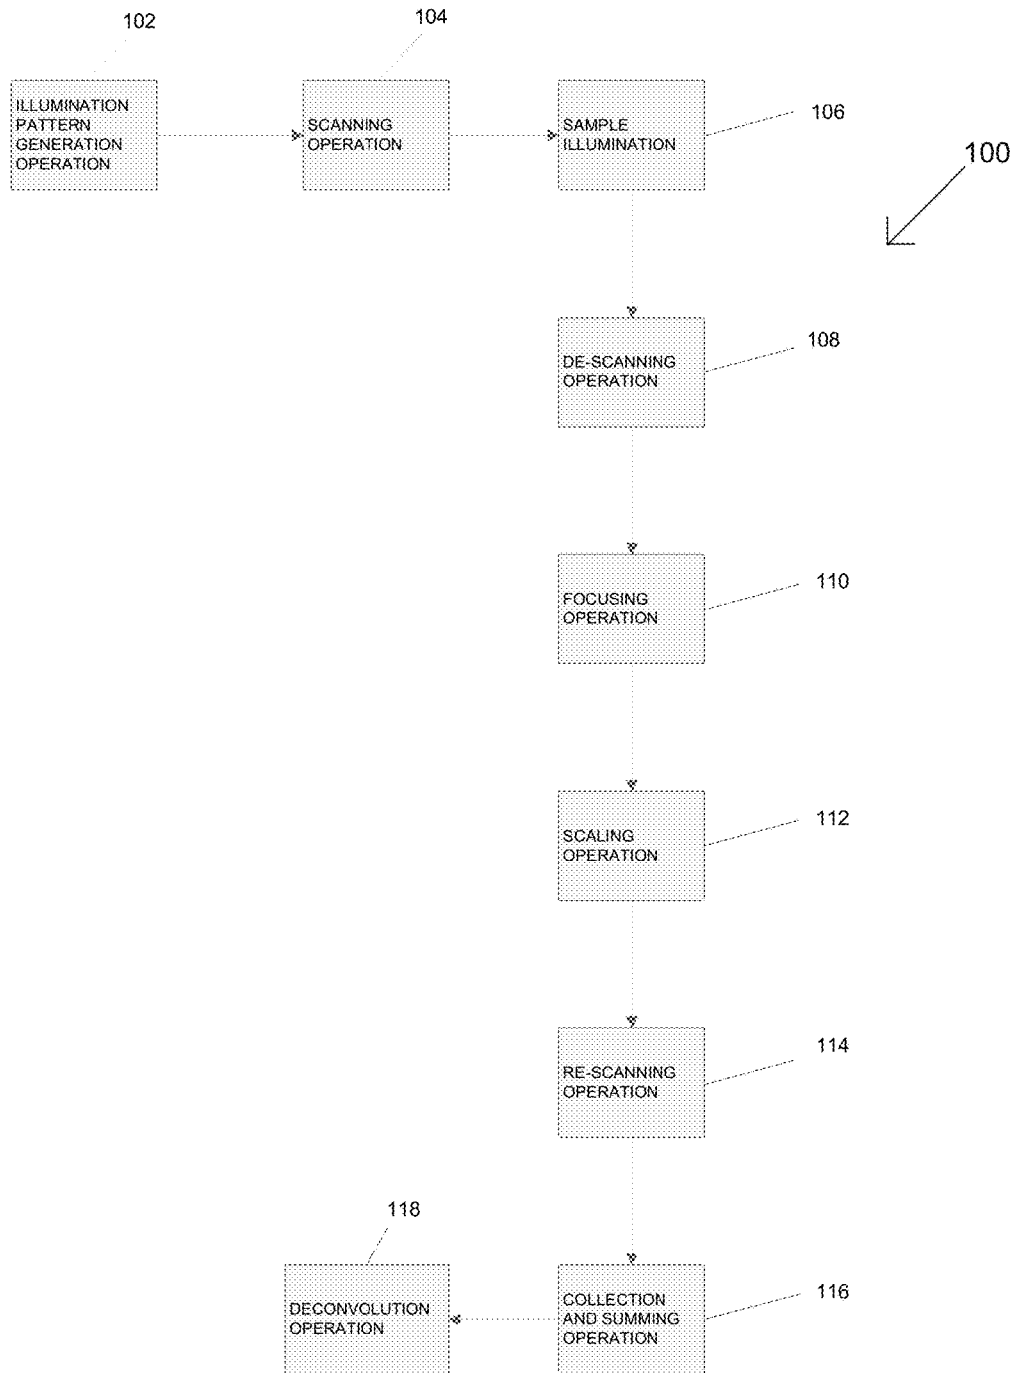 102
104
ILLUMINATION
PATTERN
GENERATION
OPERATION
SCANNING
OPERATION
SAMPLE
ILLUMINATION
106
100
DE-SCANNING
OPERATION
108
FOCUSING
OPERATION
110
SCALING
OPERATION
112
RE-SCANNING
OPERATION
114
118
DECONVOLUTION
OPERATION
COLLECTION
AND SUMMING
OPERATION
116